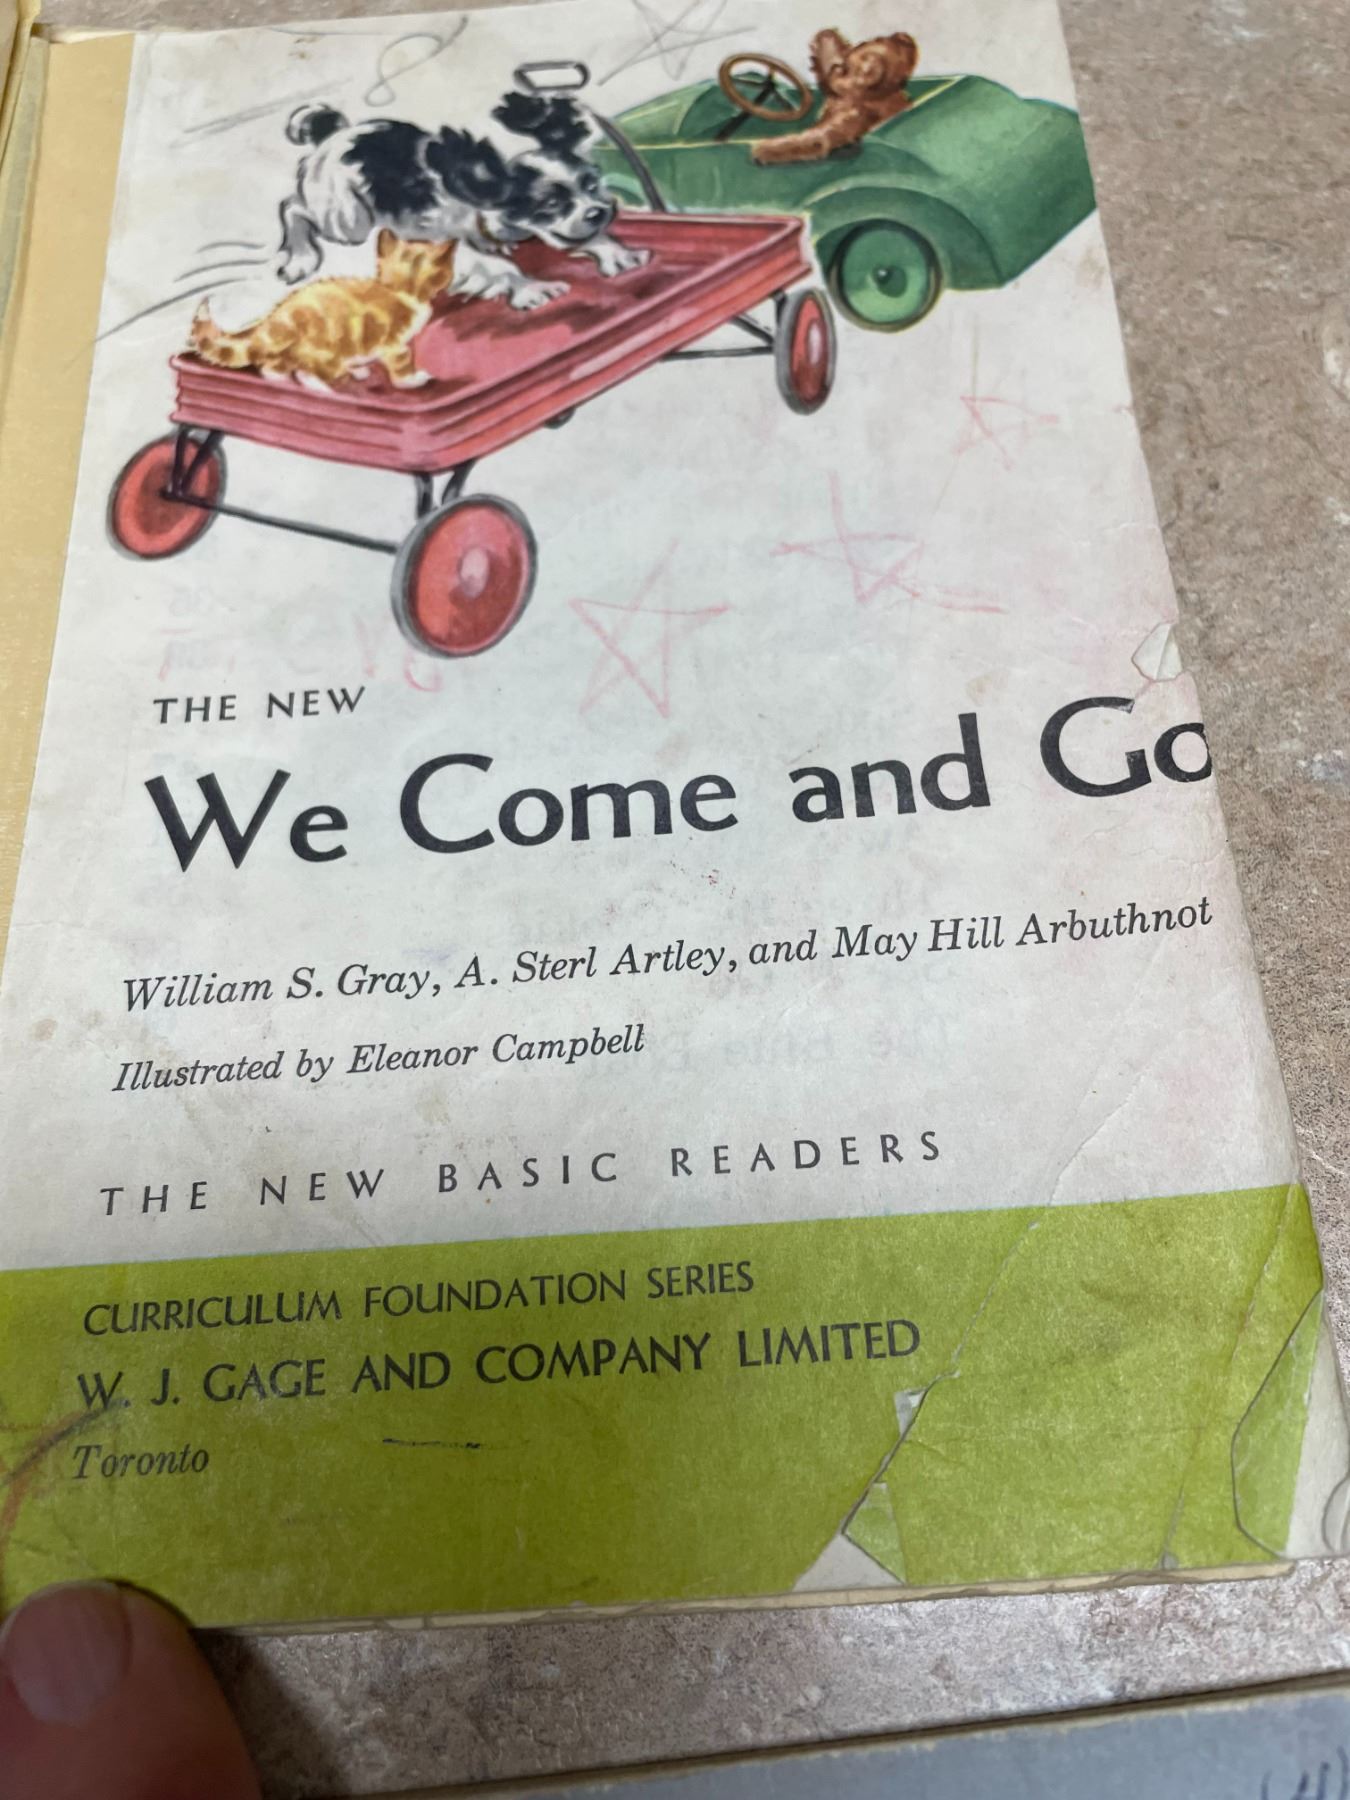 THE NEW
We Come and Go
William S. Gray, A. Sterl Artley, and May Hill Arbuthnot
Illustrated by Eleanor Campbell
THE NEW BASIC READERS
CURRICULUM FOUNDATION SERIES
W. J. GAGE AND COMPANY LIMITED
Toronto